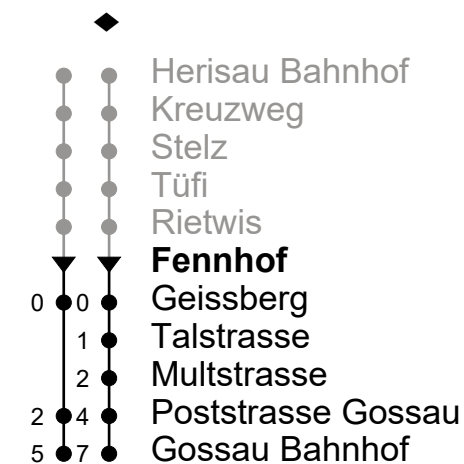 Herisau Bahnhof
Kreuzweg
Stelz
Tüfi
Rietwis
Fennhof
0 0 Geissberg
1 Talstrasse
2 Multstrasse
2 4 Poststrasse Gossau
5 7 Gossau Bahnhof